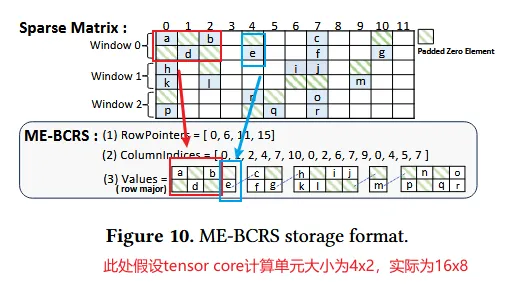 Sparse Matrix : 0 1 2 3 4 5 6 7 8 9 10 11
Window 0 a b c
d e f g
Padded Zero Element
Window 1 h i j
k l m
Window 2 n o
p q r
ME-BCRS : (1) RowPointers = [ 0, 6, 11, 15]
(2) ColumnIndices = [ 0, 1, 2, 4, 7, 10, 0, 2, 6, 7, 9, 0, 4, 5, 7 ]
(3) Values = a b c h i j n o
( row major) d e f g k l m p q r
Figure 10. ME-BCRS storage format.
此处假设tensor core计算单元大小为4x2，实际为16x8